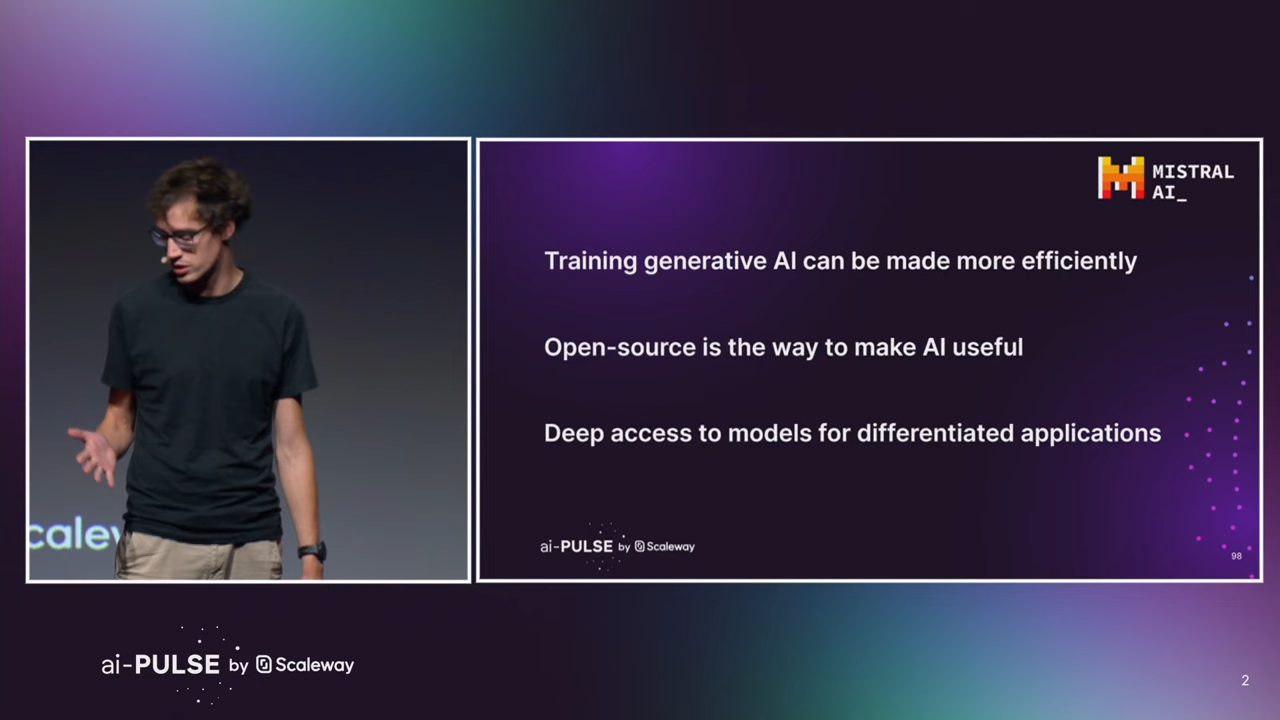 MISTRAL
AI_
Training generative AI can be made more efficiently
Open-source is the way to make AI useful
Deep access to models for differentiated applications
ai-PULSE by Scaleway
98
calew
ai-PULSE by Scaleway
2